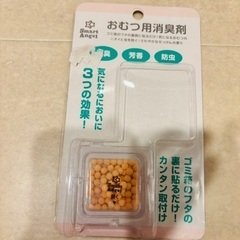 Smart
Angel
おむつ用消臭剤
消臭
芳香
防虫
気になるにおいに
3つの効果!
ゴミ箱のフタの
裏に貼るだけ!
カンタン取付け